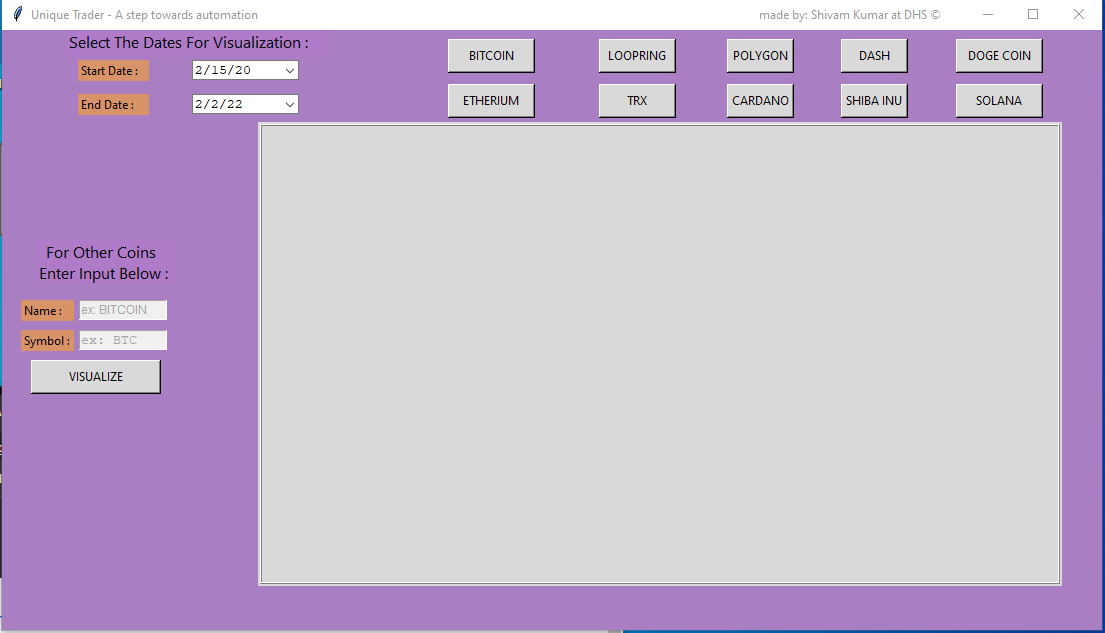 Unique Trader - A step towards automation
made by: Shivam Kumar at DHS ©
Select The Dates For Visualization :
Start Date :
2/15/20
End Date :
2/2/22
BITCOIN
LOOPRING
POLYGON
DASH
DOGE COIN
ETHERIUM
TRX
CARDANO
SHIBA INU
SOLANA
For Other Coins
Enter Input Below :
Name :
ex: BITCOIN
Symbol :
ex: BTC
VISUALIZE